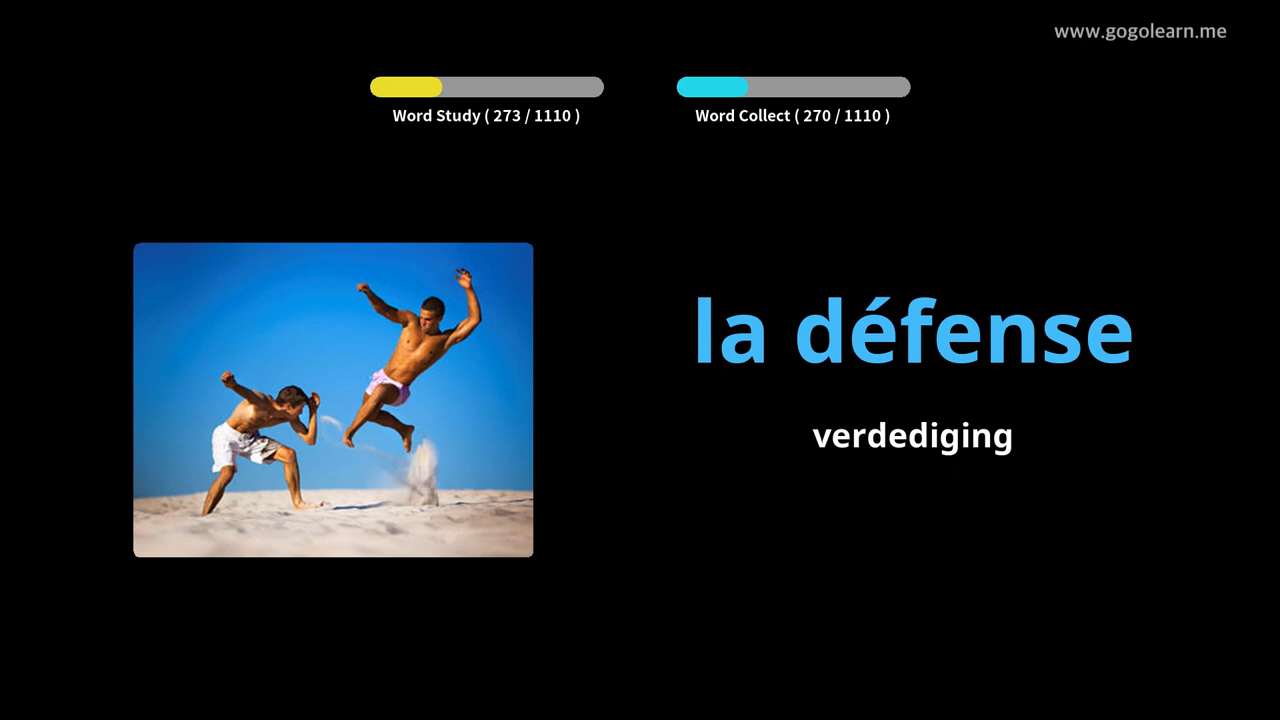 www.gogolearn.me
Word Study ( 273 / 1110 )
Word Collect ( 270 / 1110 )
la défense
verdediging